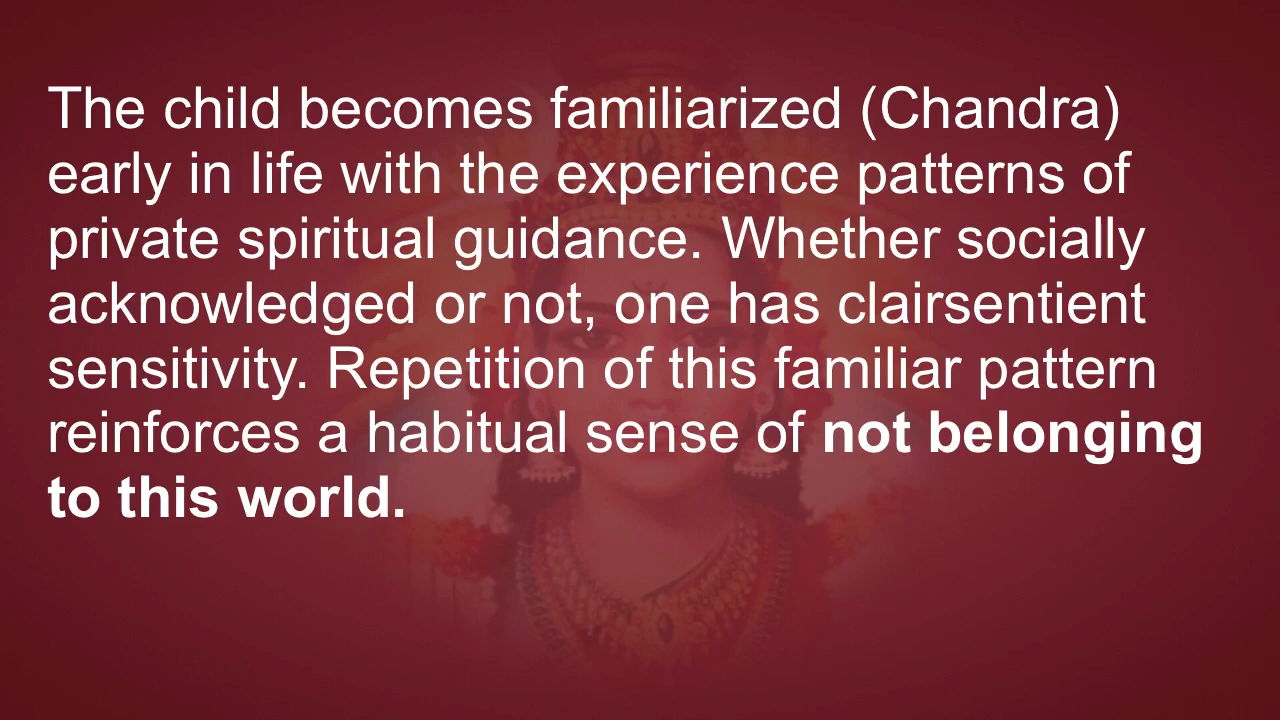 The child becomes familiarized (Chandra)
early in life with the experience patterns of
private spiritual guidance. Whether socially
acknowledged or not, one has clairsentient
sensitivity. Repetition of this familiar pattern
reinforces a habitual sense of not belonging
to this world.